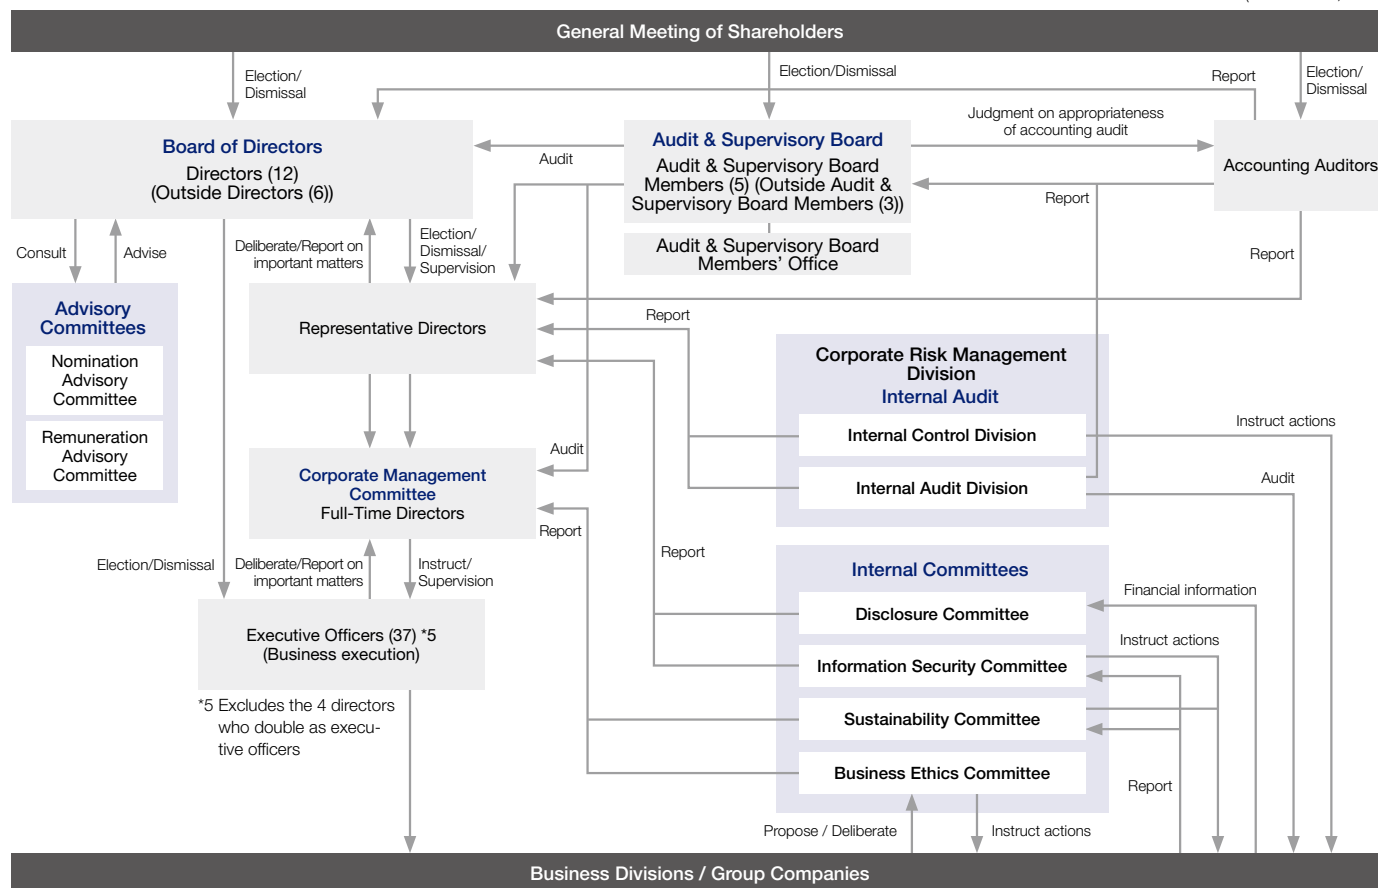 General Meeting of Shareholders
Election/
Dismissal
Election/Dismissal
Report
Election/
Dismissal
Board of Directors
Directors (12)
(Outside Directors (6))
Audit
Audit & Supervisory Board
Audit & Supervisory Board
Members (5) (Outside Audit &
Supervisory Board Members (3))
Audit & Supervisory Board
Members' Office
Judgment on appropriateness
of accounting audit
Accounting Auditors
Report
Report
Consult
Advise
Deliberate/Report on
important matters
Election/
Dismissal/
Supervision
Advisory
Committees
Nomination
Advisory
Committee
Remuneration
Advisory
Committee
Representative Directors
Report
Corporate Risk Management
Division
Internal Audit
Internal Control Division
Internal Audit Division
Instruct actions
Audit
Audit
Corporate Management
Committee
Full-Time Directors
Report
Report
Election/Dismissal
Deliberate/Report on
important matters
Instruct/
Supervision
Executive Officers (37) *5
(Business execution)
*5 Excludes the 4 directors
who double as execu-
tive officers
Internal Committees
Disclosure Committee
Information Security Committee
Sustainability Committee
Business Ethics Committee
Financial information
Instruct actions
Report
Propose / Deliberate
Instruct actions
Business Divisions / Group Companies